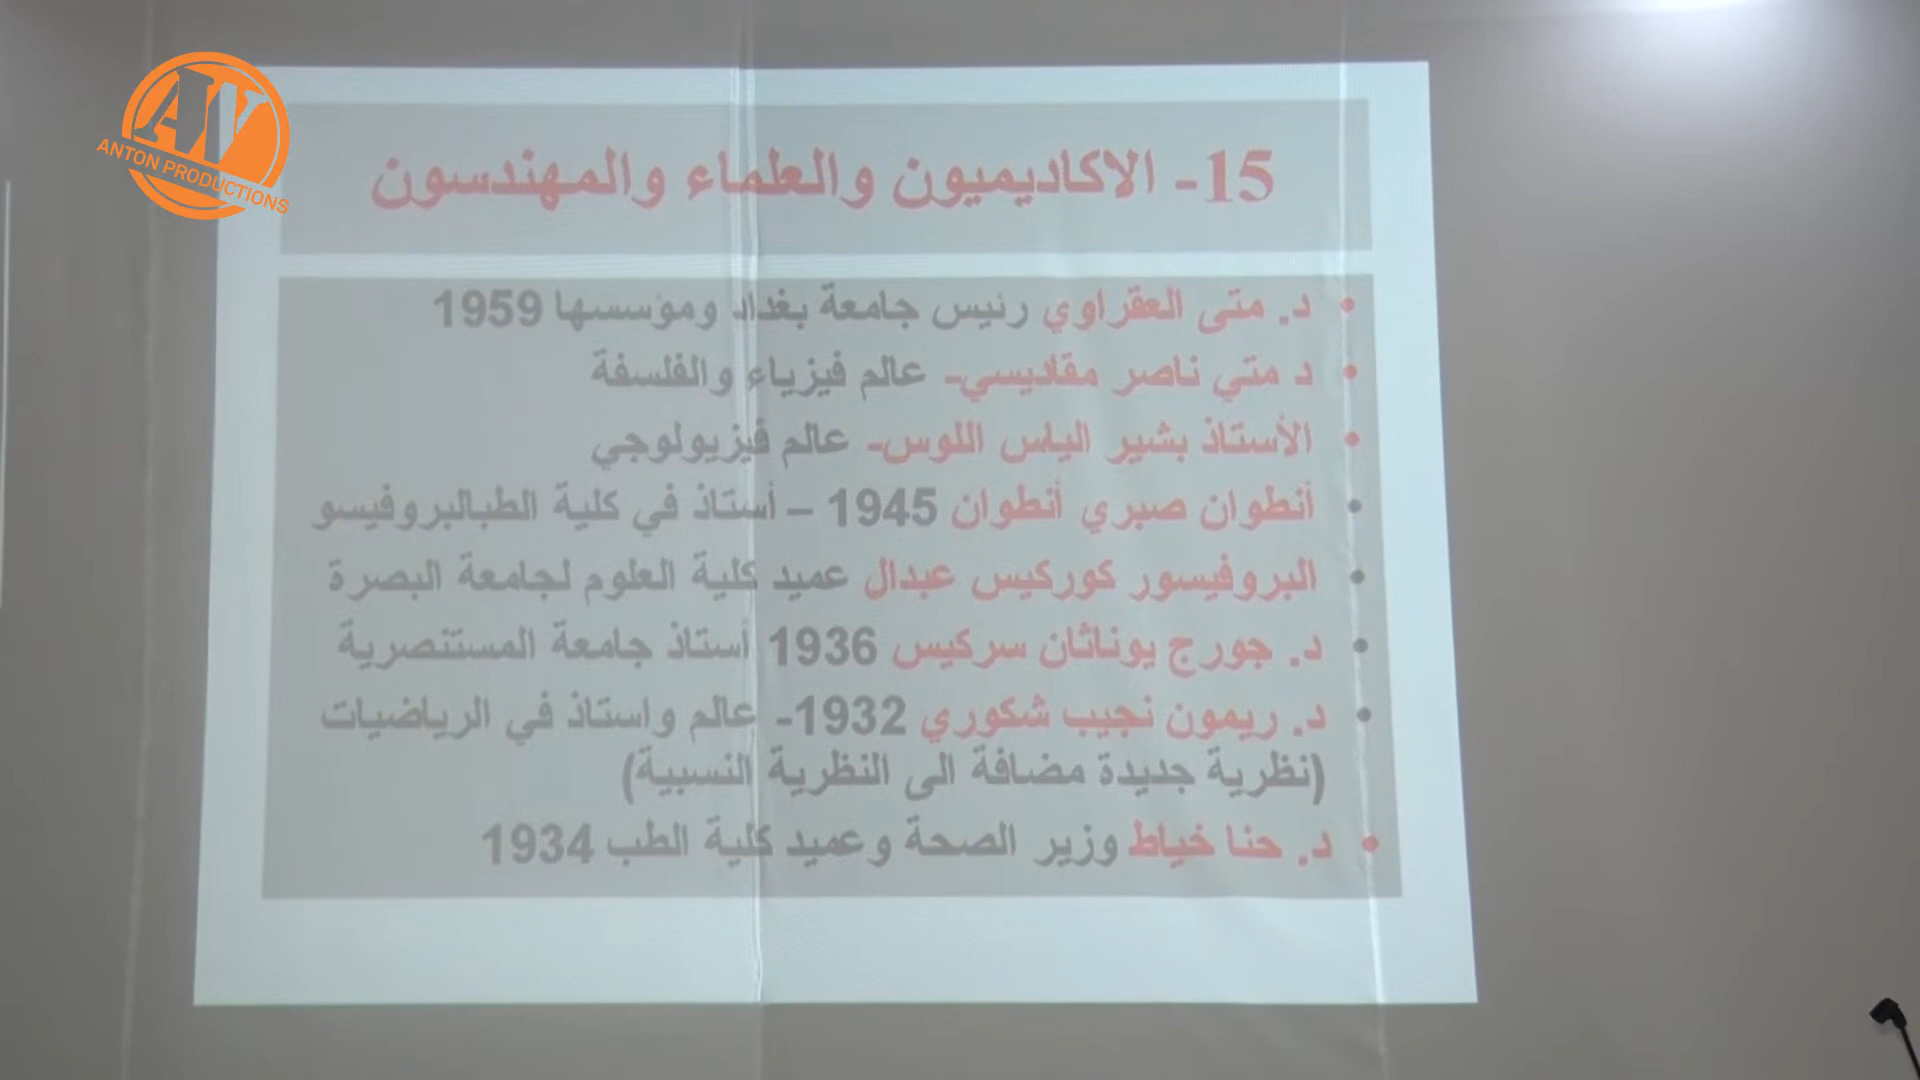 AN
ANTON PRODUCTIONS
15- الاكاديميون والعلماء والمهندسون
• د. متى العقراوي رئيس جامعة بغداد ومؤسسها 1959
• د متي ناصر مقاديسي- عالم فيزياء والفلسفة
• الأستاذ بشير الياس اللوس- عالم فيزيولوجي
• أنطوان صبري أنطوان 1945 – أستاذ في كلية الطبالبروفيسو
• البروفيسور كوركيس عبدال عميد كلية العلوم لجامعة البصرة
• د. جورج يوناثان سركيس 1936 أستاذ جامعة المستنصرية
• د. ريمون نجيب شكوري 1932- عالم واستاذ في الرياضيات
(نظرية جديدة مضافة الى النظرية النسبية)
• د. حنا خياط وزير الصحة وعميد كلية الطب 1934